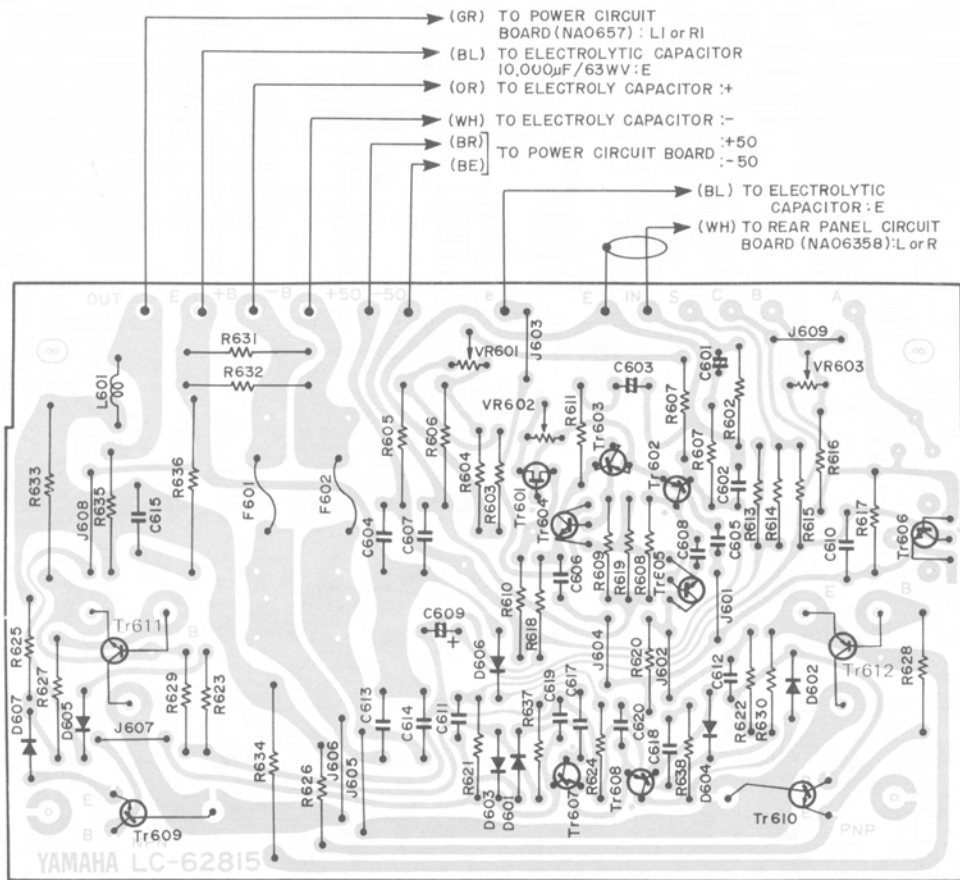 (GR) TO POWER CIRCUIT
BOARD(NA0657) : L1 or R1
(BL) TO ELECTROLYTIC CAPACITOR
10,000µF/63WV:E
(OR) TO ELECTROLY CAPACITOR :+
(WH) TO ELECTROLY CAPACITOR :-
(BR) TO POWER CIRCUIT BOARD :+50
(BE) :-50
(BL) TO ELECTROLYTIC
CAPACITOR : E
(WH) TO REAR PANEL CIRCUIT
BOARD (NA06358):L or R
OUT E +B -B +50 -50 e E IN S C B A
R631
R632
L601
VR601
J603
C603
C601
J609
VR603
R633
J608
R635
C615
R636
F601
F602
R605
R606
R604
R603
VR602
Tr601
R611
Tr603
Tr604
R607
Tr602
R607
R602
C602
R613
R614
R615
R616
C610
R617
Tr606
C604
C607
R610
R618
C606
R609
R619
R608
Tr605
C608
C605
J601
R625
R627
D607
D605
Tr611
B
J607
R629
R623
C609
+
D606
J604
R620
J602
C612
R622
R630
D602
E
B
Tr612
R628
R634
R626
J606
J605
C613
C614
C611
R621
D603
D601
R637
C619
C617
Tr607
R624
Tr608
C620
C618
R638
D604
Tr610
E
PNP
E
B
Tr609
NPN
YAMAHA LC-62815